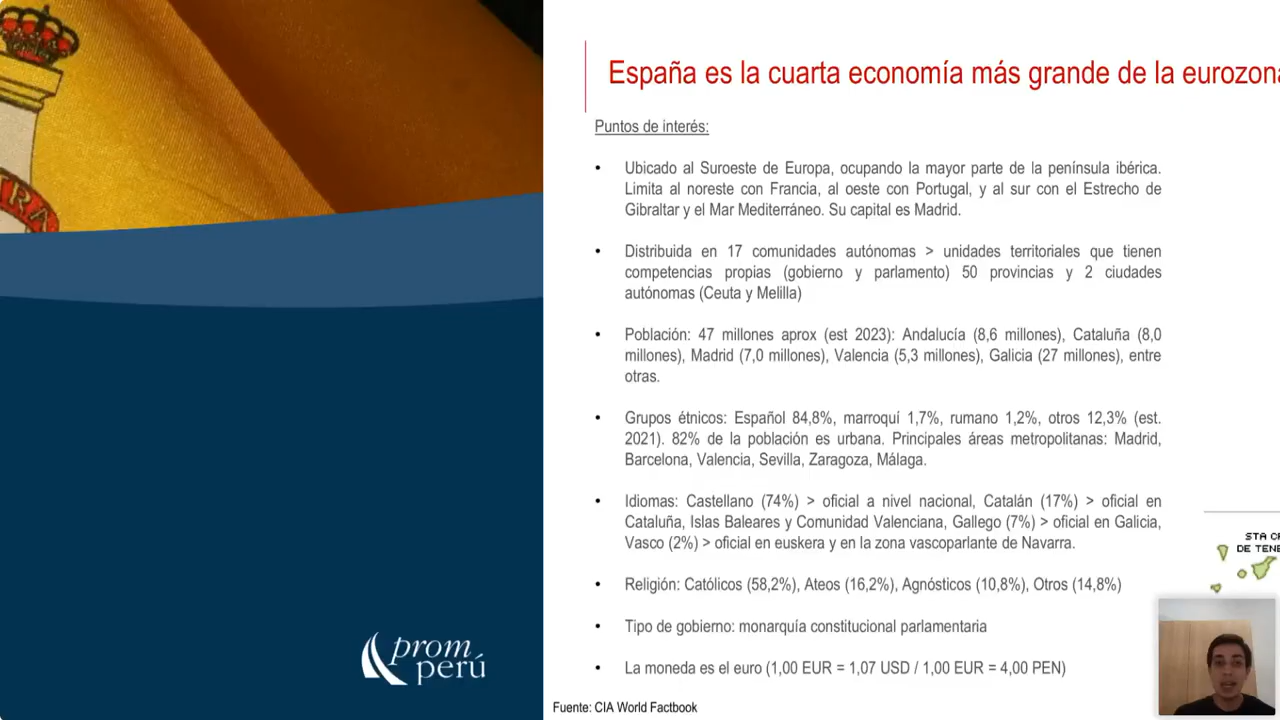 TRA
España es la cuarta economía más grande de la eurozona
Puntos de interés:
• Ubicado al Suroeste de Europa, ocupando la mayor parte de la península ibérica.
Limita al noreste con Francia, al oeste con Portugal, y al sur con el Estrecho de
Gibraltar y el Mar Mediterráneo. Su capital es Madrid.
• Distribuida en 17 comunidades autónomas > unidades territoriales que tienen
competencias propias (gobierno y parlamento) 50 provincias y 2 ciudades
autónomas (Ceuta y Melilla)
• Población: 47 millones aprox (est 2023): Andalucía (8,6 millones), Cataluña (8,0
millones), Madrid (7,0 millones), Valencia (5,3 millones), Galicia (27 millones), entre
otras.
• Grupos étnicos: Español 84,8%, marroquí 1,7%, rumano 1,2%, otros 12,3% (est.
2021). 82% de la población es urbana. Principales áreas metropolitanas: Madrid,
Barcelona, Valencia, Sevilla, Zaragoza, Málaga.
• Idiomas: Castellano (74%) > oficial a nivel nacional, Catalán (17%) > oficial en
Cataluña, Islas Baleares y Comunidad Valenciana, Gallego (7%) > oficial en Galicia,
Vasco (2%) > oficial en euskera y en la zona vascoparlante de Navarra.
• Religión: Católicos (58,2%), Ateos (16,2%), Agnósticos (10,8%), Otros (14,8%)
• Tipo de gobierno: monarquía constitucional parlamentaria
• La moneda es el euro (1,00 EUR = 1,07 USD / 1,00 EUR = 4,00 PEN)
Fuente: CIA World Factbook
prom
perú
STA
DE